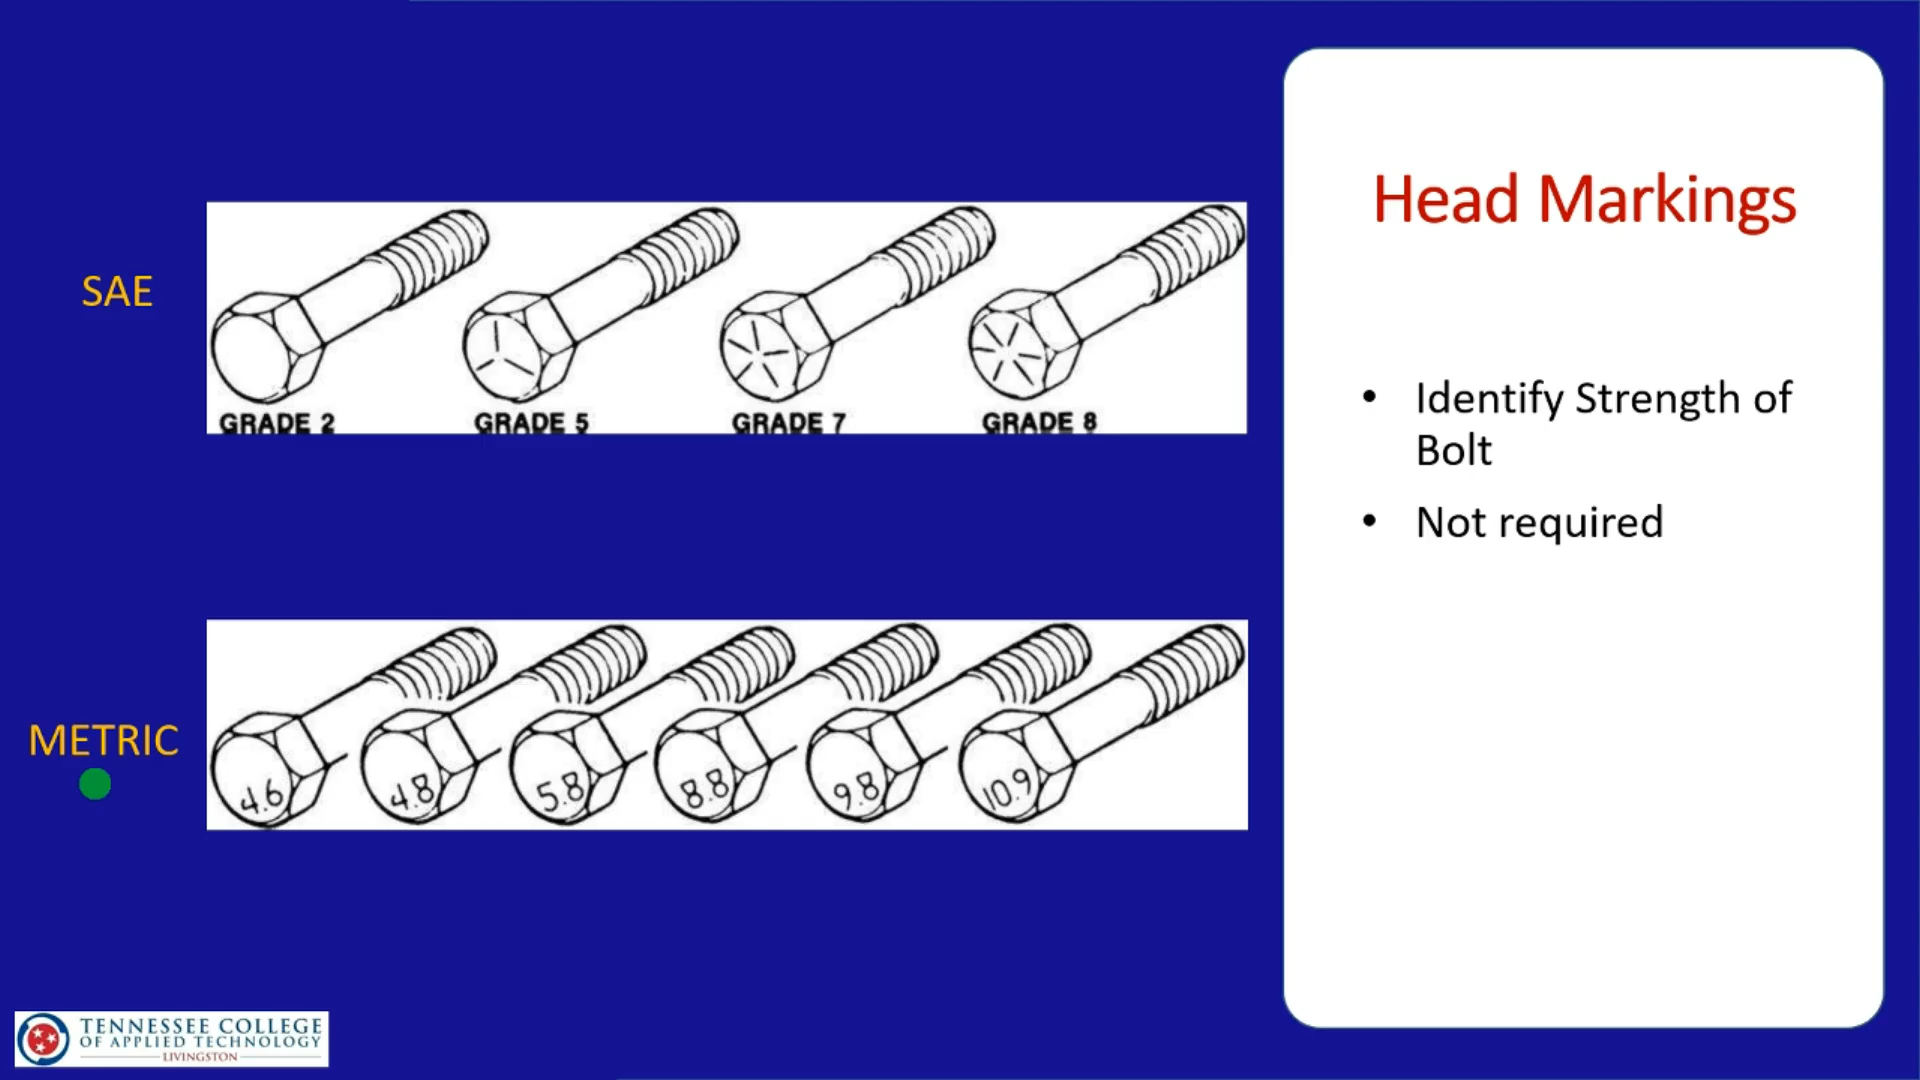 Head Markings
SAE
GRADE 2 GRADE 5 GRADE 7 GRADE 8
• Identify Strength of
Bolt
• Not required
METRIC
4.6 4.8 5.8 8.8 9.8 10.9
TENNESSEE COLLEGE
OF APPLIED TECHNOLOGY
LIVINGSTON